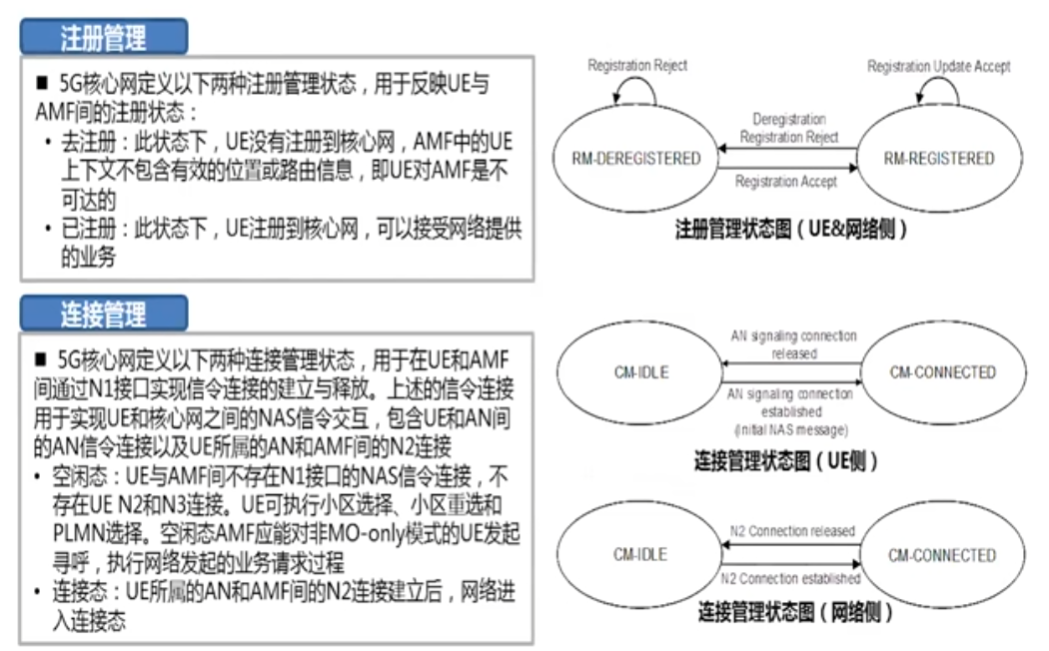 注册管理
■ 5G核心网定义以下两种注册管理状态，用于反映UE与
AMF间的注册状态：
• 去注册：此状态下，UE没有注册到核心网，AMF中的UE
上下文不包含有效的位置或路由信息，即UE对AMF是不
可达的
• 已注册：此状态下，UE注册到核心网，可以接受网络提供
的业务
Registration Reject
Registration Update Accept
Deregistration
Registration Reject
RM-DEREGISTERED
RM-REGISTERED
Registration Accept
注册管理状态图（UE&网络侧）
连接管理
■ 5G核心网定义以下两种连接管理状态，用于在UE和AMF
间通过N1接口实现信令连接的建立与释放。上述的信令连接
用于实现UE和核心网之间的NAS信令交互，包含UE和AN间
的AN信令连接以及UE所属的AN和AMF间的N2连接
• 空闲态：UE与AMF间不存在N1接口的NAS信令连接，不
存在UE N2和N3连接。UE可执行小区选择、小区重选和
PLMN选择。空闲态AMF应能对非MO-only模式的UE发起
寻呼，执行网络发起的业务请求过程
• 连接态：UE所属的AN和AMF间的N2连接建立后，网络进
入连接态
AN signaling connection
released
CM-IDLE
CM-CONNECTED
AN signaling connection
established
(Initial NAS message)
连接管理状态图（UE侧）
N2 Connection released
CM-IDLE
CM-CONNECTED
N2 Connection established
连接管理状态图（网络侧）